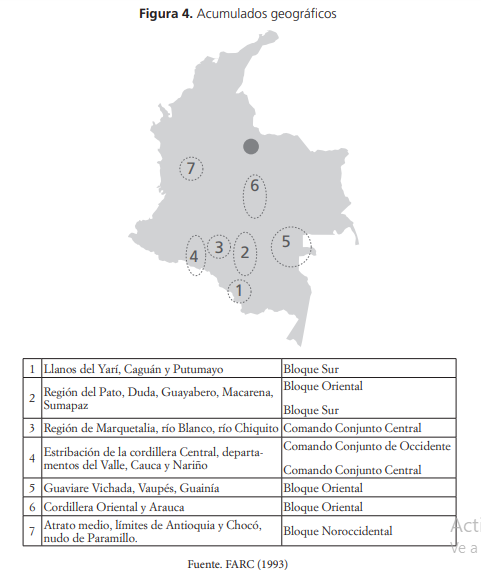 Figura 4. Acumulados geográficos
7
6
5
3
2
4
1
1 Llanos del Yarí, Caguán y Putumayo Bloque Sur
2 Región del Pato, Duda, Guayabero, Macarena,
Sumapaz
Bloque Oriental
Bloque Sur
3 Región de Marquetalia, río Blanco, río Chiquito Comando Conjunto Central
4 Estribación de la cordillera Central, departa-
mentos del Valle, Cauca y Nariño
Comando Conjunto de Occidente
Comando Conjunto Central
5 Guaviare Vichada, Vaupés, Guainía Bloque Oriental
6 Cordillera Oriental y Arauca Bloque Oriental
7 Atrato medio, límites de Antioquia y Chocó,
nudo de Paramillo.
Bloque Noroccidental
Fuente. FARC (1993)
Acti
Ve a